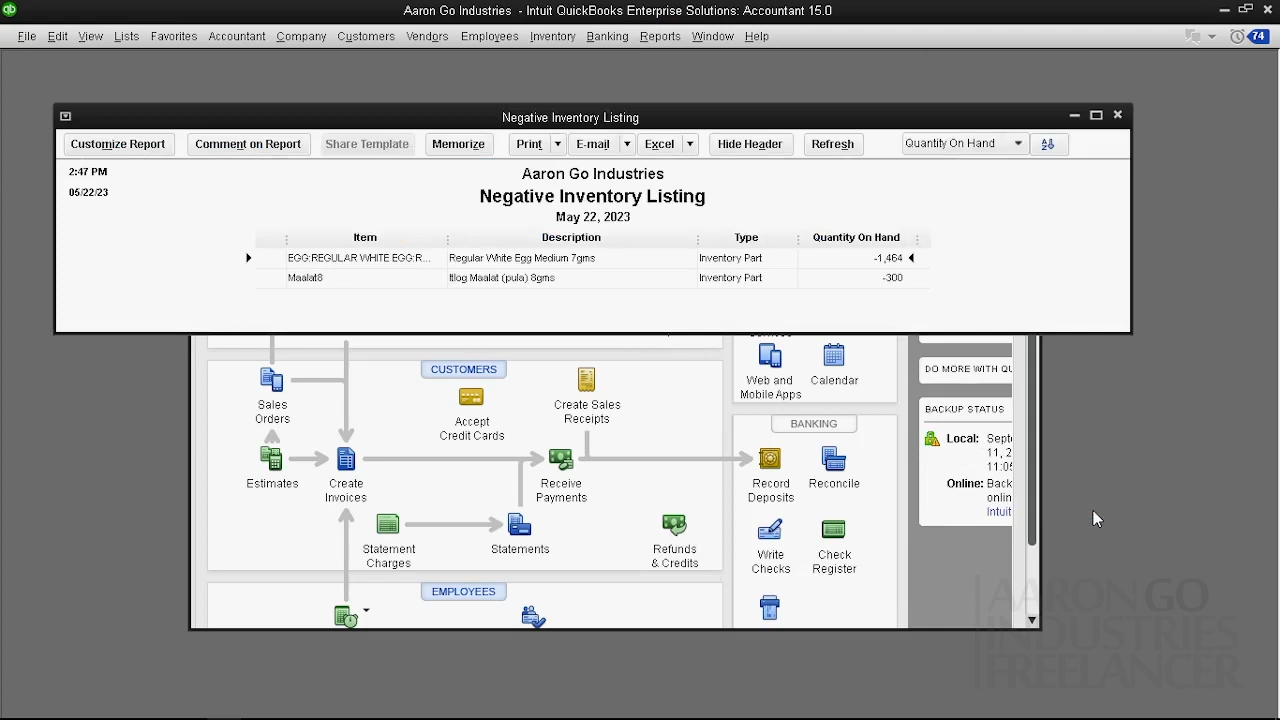 Aaron Go Industries - Intuit QuickBooks Enterprise Solutions: Accountant 15.0
File Edit View Lists Favorites Accountant Company Customers Vendors Employees Inventory Banking Reports Window Help
74
Negative Inventory Listing
Customize Report Comment on Report Share Template Memorize Print E-mail Excel Hide Header Refresh Quantity On Hand
2:47 PM
Aaron Go Industries
05/22/23
Negative Inventory Listing
May 22, 2023
Item Description Type Quantity On Hand
EGG:REGULAR WHITE EGG:R... Regular White Egg Medium 7gms Inventory Part -1,464
Maalat8 Itlog Maalat (pula) 8gms Inventory Part -300
CUSTOMERS
Sales Orders
Accept Credit Cards
Create Sales Receipts
Estimates
Create Invoices
Receive Payments
Statement Charges
Statements
Refunds & Credits
EMPLOYEES
Web and Mobile Apps
Calendar
BANKING
Record Deposits
Reconcile
Write Checks
Check Register
DO MORE WITH QU
BACKUP STATUS
Local: Septe
11, 2
11:05
Online: Back
online
Intuit
AARON GO
INDUSTRIES
FREELANCER